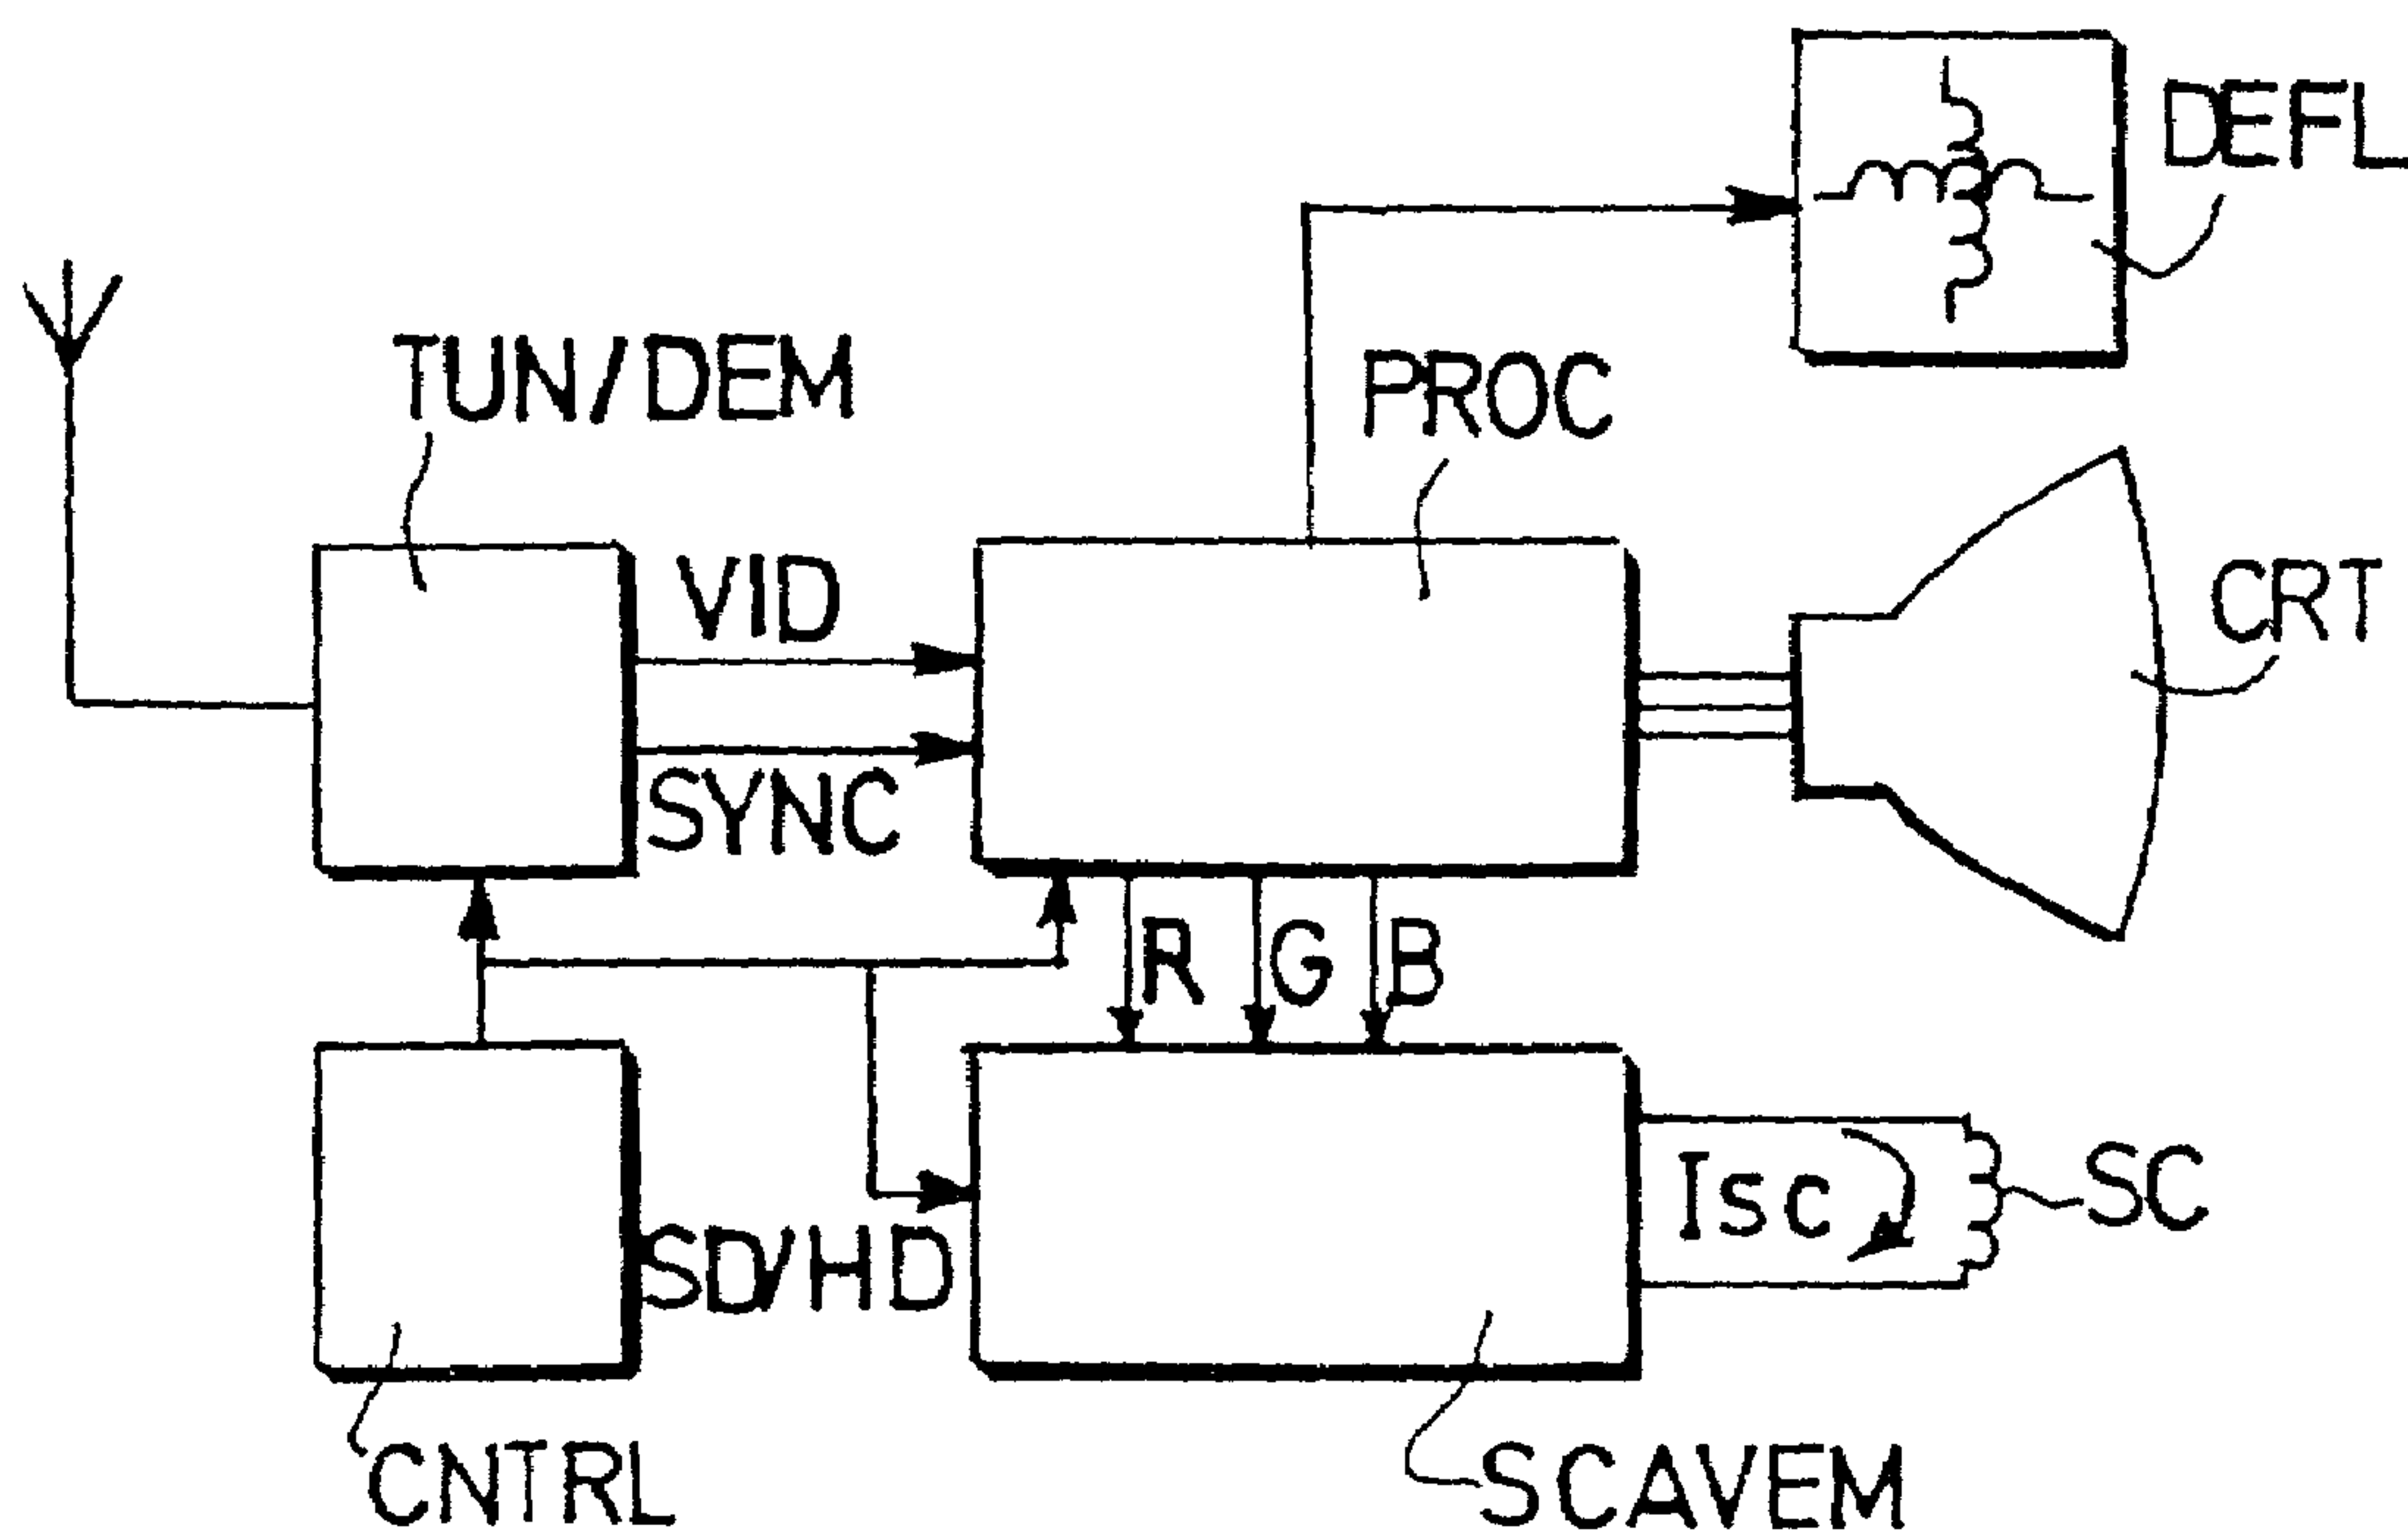 DEFL
TUN/DEM
PROC
VID
CRT
SYNC
R G B
Isc
SC
SD/HD
CNTRL
SCAVEM